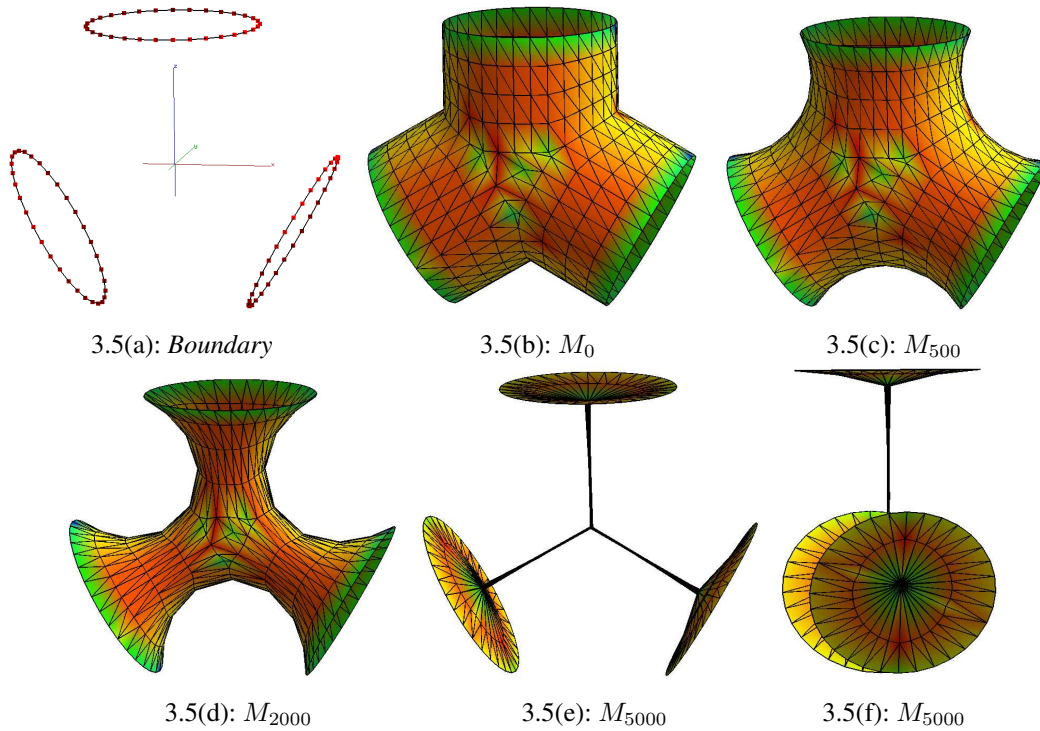 z
y
x
3.5(a): Boundary
3.5(b): M₀
3.5(c): M₅₀₀
3.5(d): M₂₀₀₀
3.5(e): M₅₀₀₀
3.5(f): M₅₀₀₀